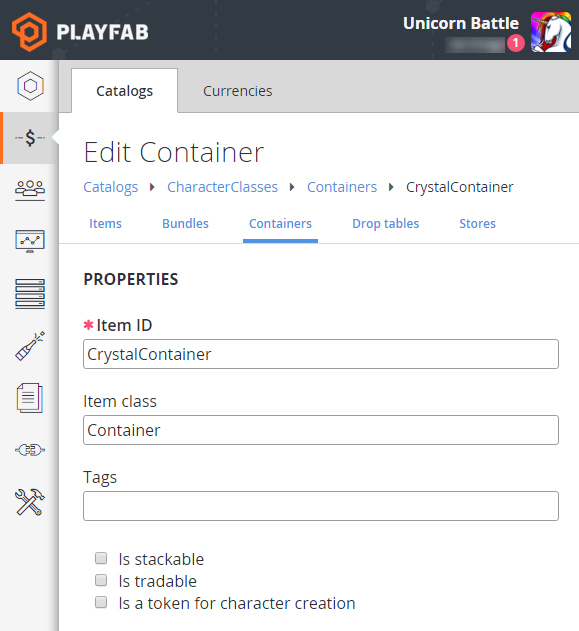 PLAYFAB
Unicorn Battle
1
Catalogs Currencies
Edit Container
Catalogs CharacterClasses Containers CrystalContainer
Items Bundles Containers Drop tables Stores
PROPERTIES
* Item ID
CrystalContainer
Item class
Container
Tags
Is stackable
Is tradable
Is a token for character creation